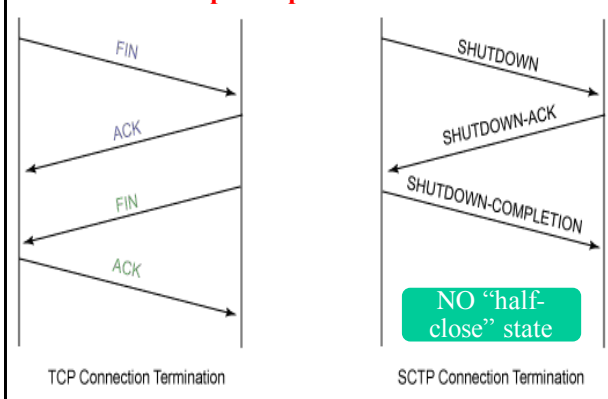 FIN
ACK
FIN
ACK
TCP Connection Termination
SHUTDOWN
SHUTDOWN-ACK
SHUTDOWN-COMPLETION
NO “half-
close” state
SCTP Connection Termination